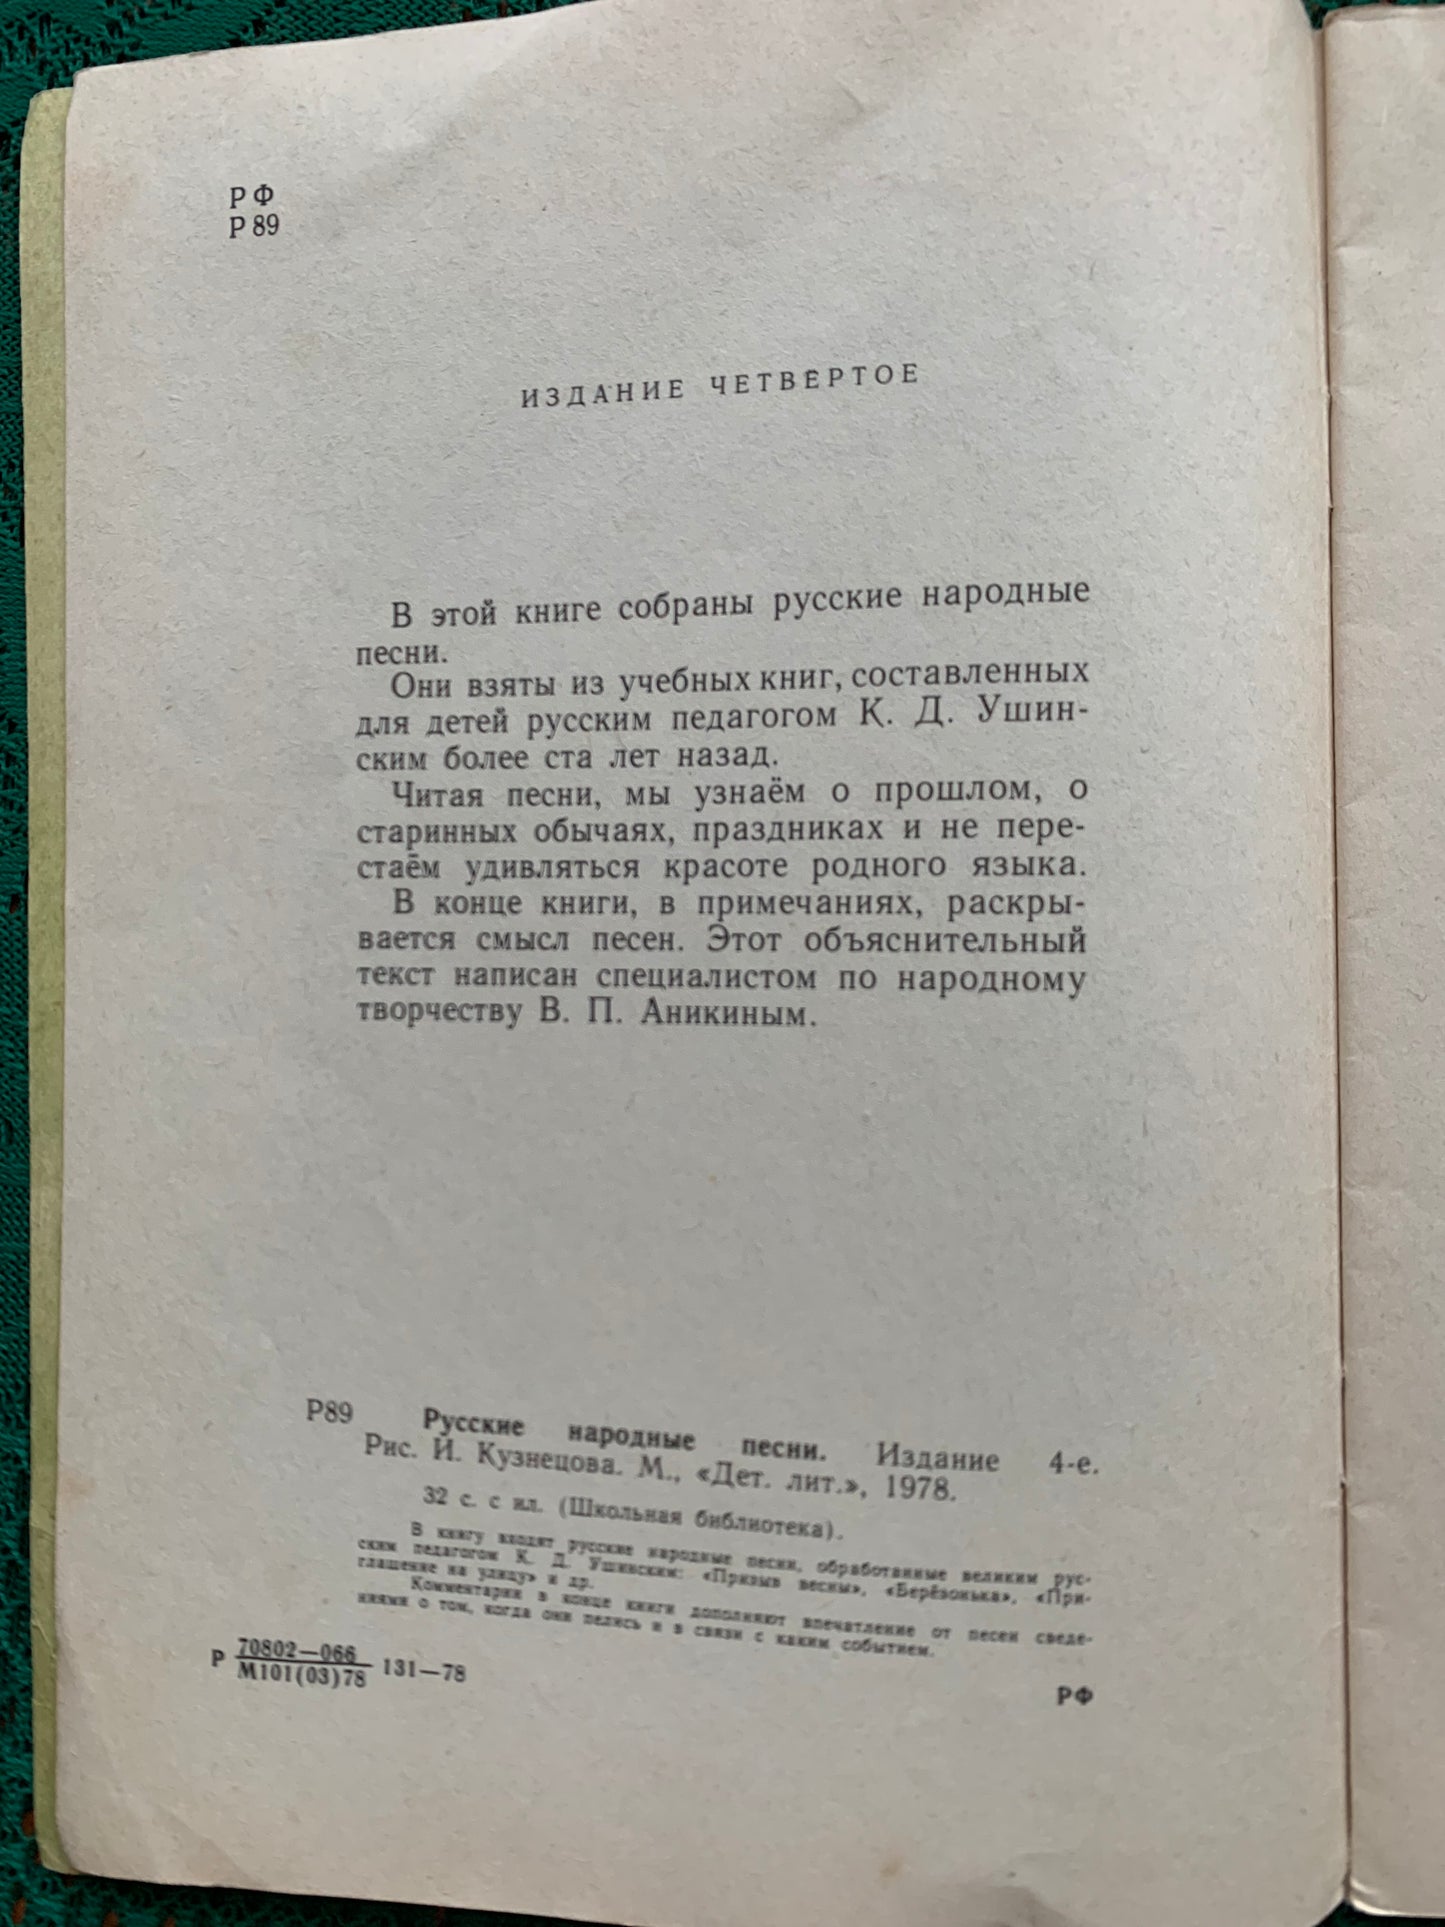 РФ
Р89
ИЗДАНИЕ ЧЕТВЕРТОЕ
В этой книге собраны русские народные
песни.
Они взяты из учебных книг, составленных
для детей русским педагогом К. Д. Ушин-
ским более ста лет назад.
Читая песни, мы узнаём о прошлом, о
старинных обычаях, праздниках и не пере-
стаём удивляться красоте родного языка.
В конце книги, в примечаниях, раскры-
вается смысл песен. Этот объяснительный
текст написан специалистом по народному
творчеству В. П. Аникиным.
Р89 Русские народные песни. Издание 4-е.
Рис. И. Кузнецова. М., «Дет. лит.», 1978.
32 с. с ил. (Школьная библиотека).
В книгу входят русские народные песни, обработанные великим рус-
ским педагогом К. Д. Ушинским: «Призыв весны», «Берёзонька», «При-
глашение на улицу» и др.
Комментарии в конце книги дополняют впечатление от песен сведе-
ниями о том, когда они пелись и в связи с каким событием.
Р 70802—066
М101(03)78 131—78
РФ